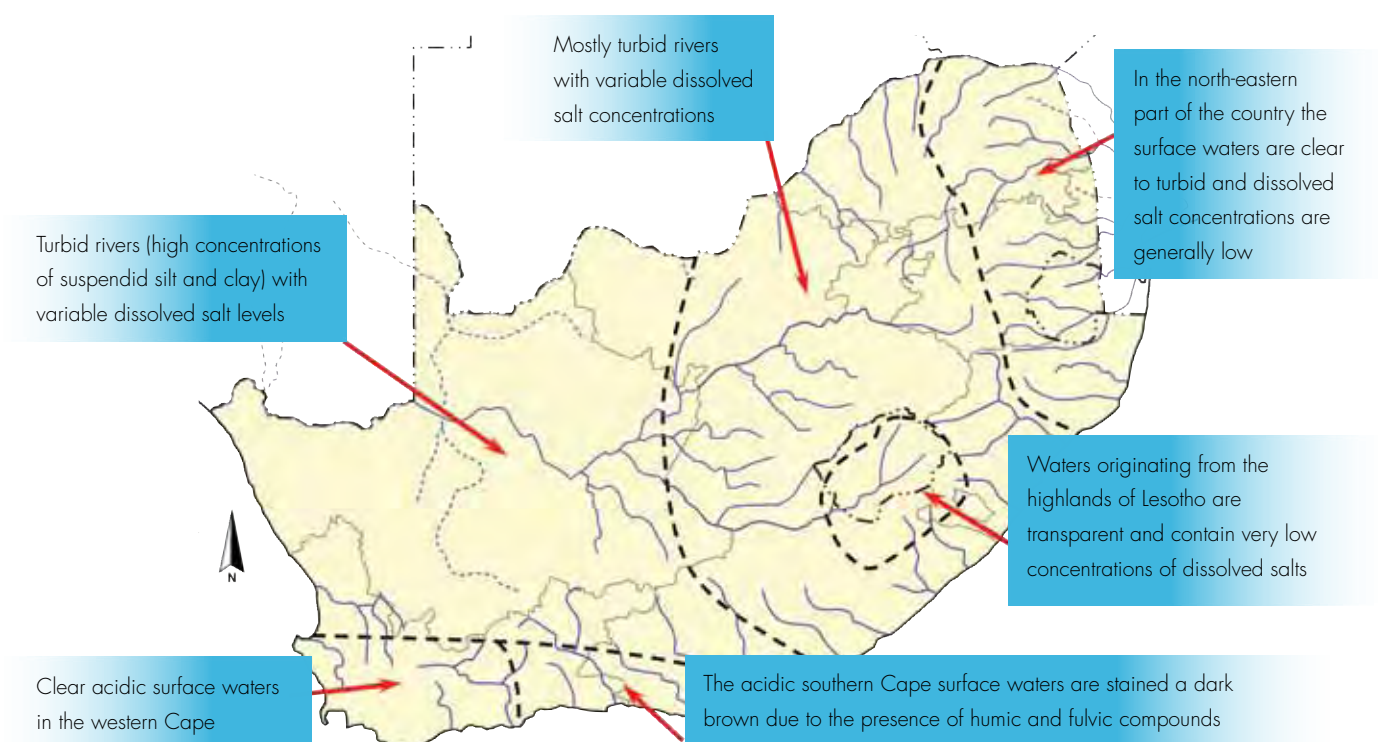 Mostly turbid rivers
with variable dissolved
salt concentrations
In the north-eastern
part of the country the
surface waters are clear
to turbid and dissolved
salt concentrations are
generally low
Turbid rivers (high concentrations
of suspendid silt and clay) with
variable dissolved salt levels
Waters originating from the
highlands of Lesotho are
transparent and contain very low
concentrations of dissolved salts
N
Clear acidic surface waters
in the western Cape
The acidic southern Cape surface waters are stained a dark
brown due to the presence of humic and fulvic compounds